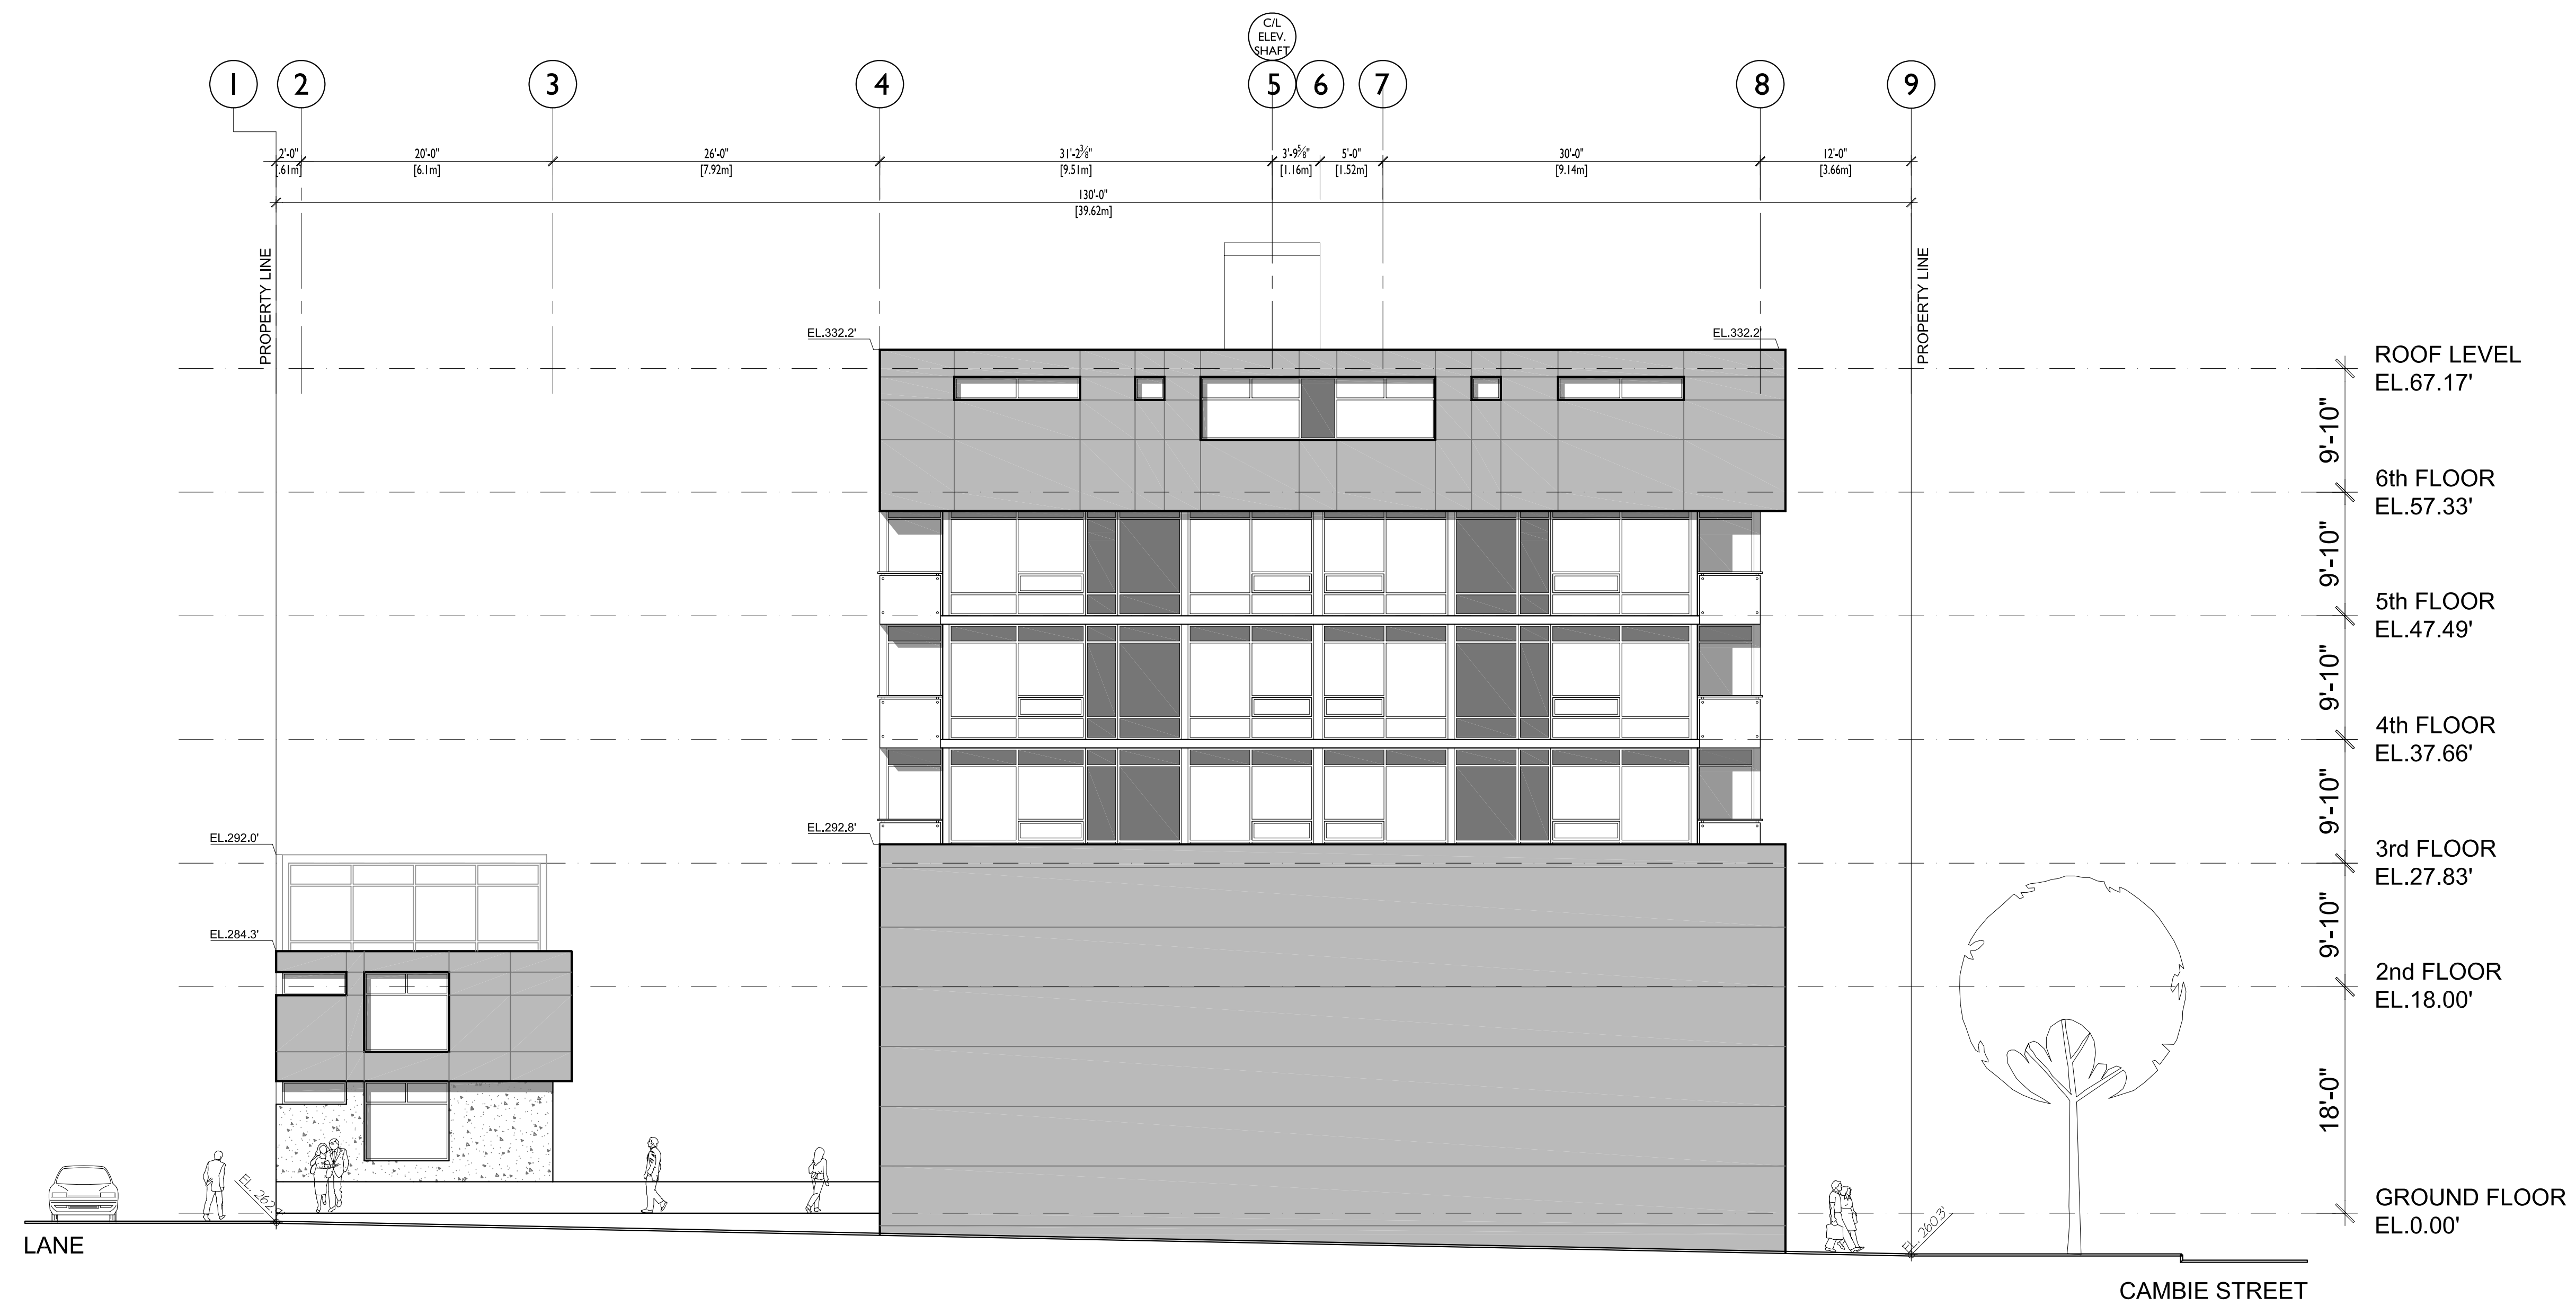 C/L
ELEV.
SHAFT
1 2 3 4 5 6 7 8 9
2'-0" 20'-0" 26'-0" 31'-2⅜" 3'-9⅝" 5'-0" 30'-0" 12'-0"
[.61m] [6.1m] [7.92m] [9.51m] [1.16m] [1.52m] [9.14m] [3.66m]
130'-0"
[39.62m]
PROPERTY LINE
PROPERTY LINE
EL.332.2'
EL.332.2'
ROOF LEVEL
EL.67.17'
9'-10"
6th FLOOR
EL.57.33'
9'-10"
5th FLOOR
EL.47.49'
9'-10"
4th FLOOR
EL.37.66'
9'-10"
EL.292.0'
EL.292.8'
3rd FLOOR
EL.27.83'
9'-10"
EL.284.3'
2nd FLOOR
EL.18.00'
18'-0"
GROUND FLOOR
EL.0.00'
EL. 262
EL. 260.3'
LANE
CAMBIE STREET